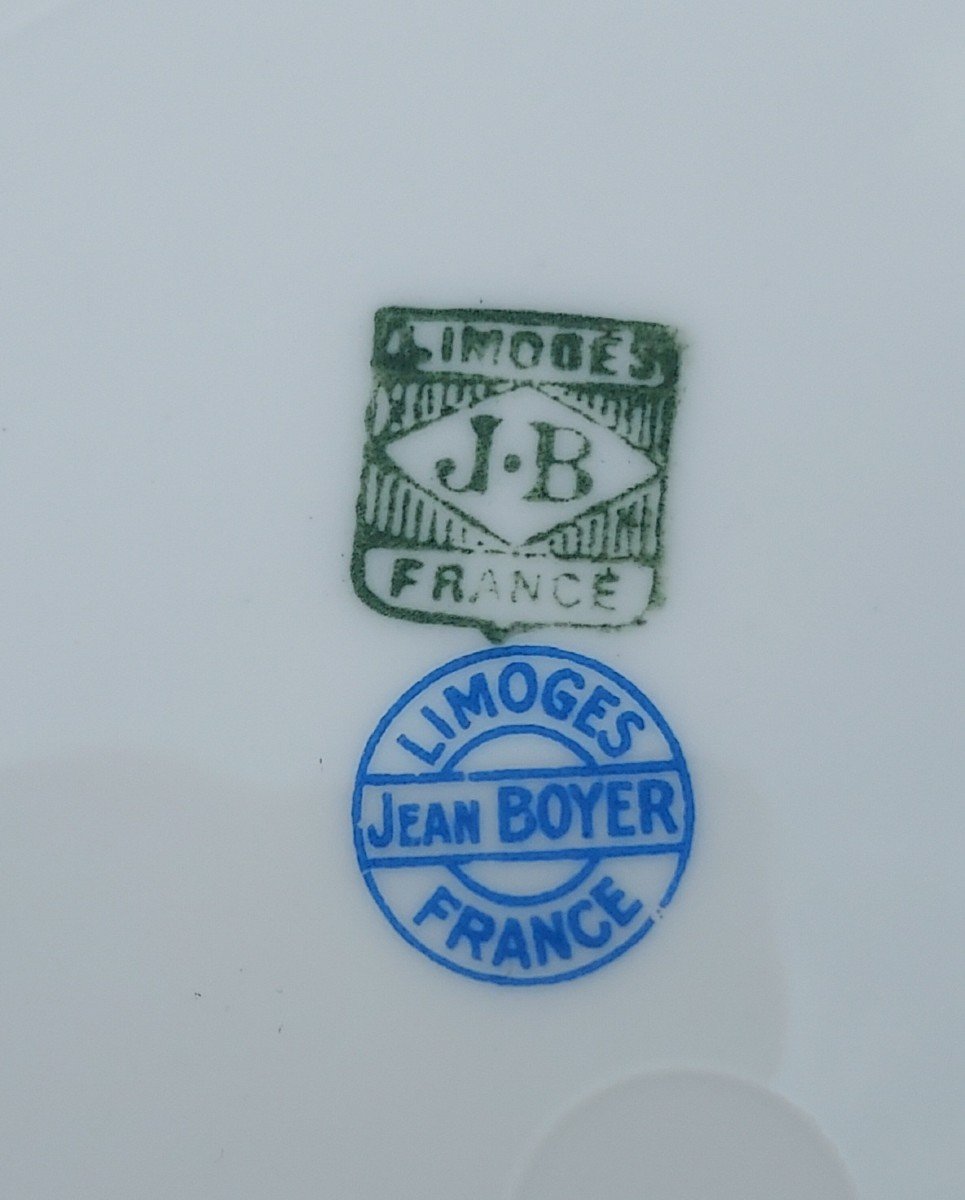 LIMOGES
J·B
FRANCE
LIMOGES
JEAN BOYER
FRANCE